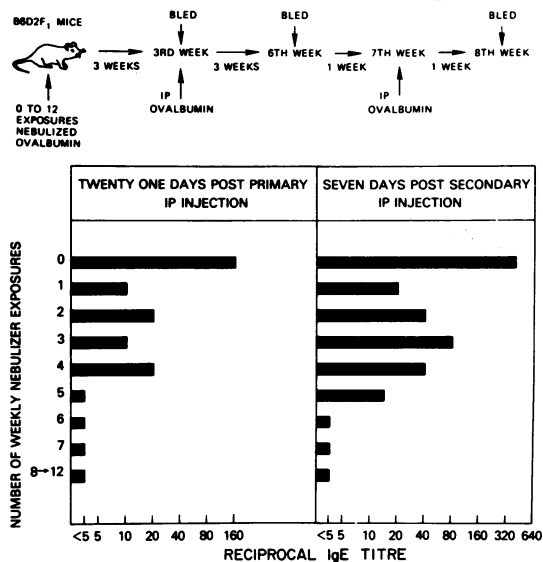 B6D2F1 MICE
BLED
BLED
BLED
3RD WEEK
6TH WEEK
7TH WEEK
8TH WEEK
3 WEEKS
3 WEEKS
1 WEEK
1 WEEK
0 TO 12
EXPOSURES
NEBULIZED
OVALBUMIN
IP
OVALBUMIN
IP
OVALBUMIN
TWENTY ONE DAYS POST PRIMARY
IP INJECTION
SEVEN DAYS POST SECONDARY
IP INJECTION
NUMBER OF WEEKLY NEBULIZER EXPOSURES
0
1
2
3
4
5
6
7
8→12
<5 5 10 20 40 80 160
<5 5 10 20 40 80 160 320 640
RECIPROCAL IgE TITRE